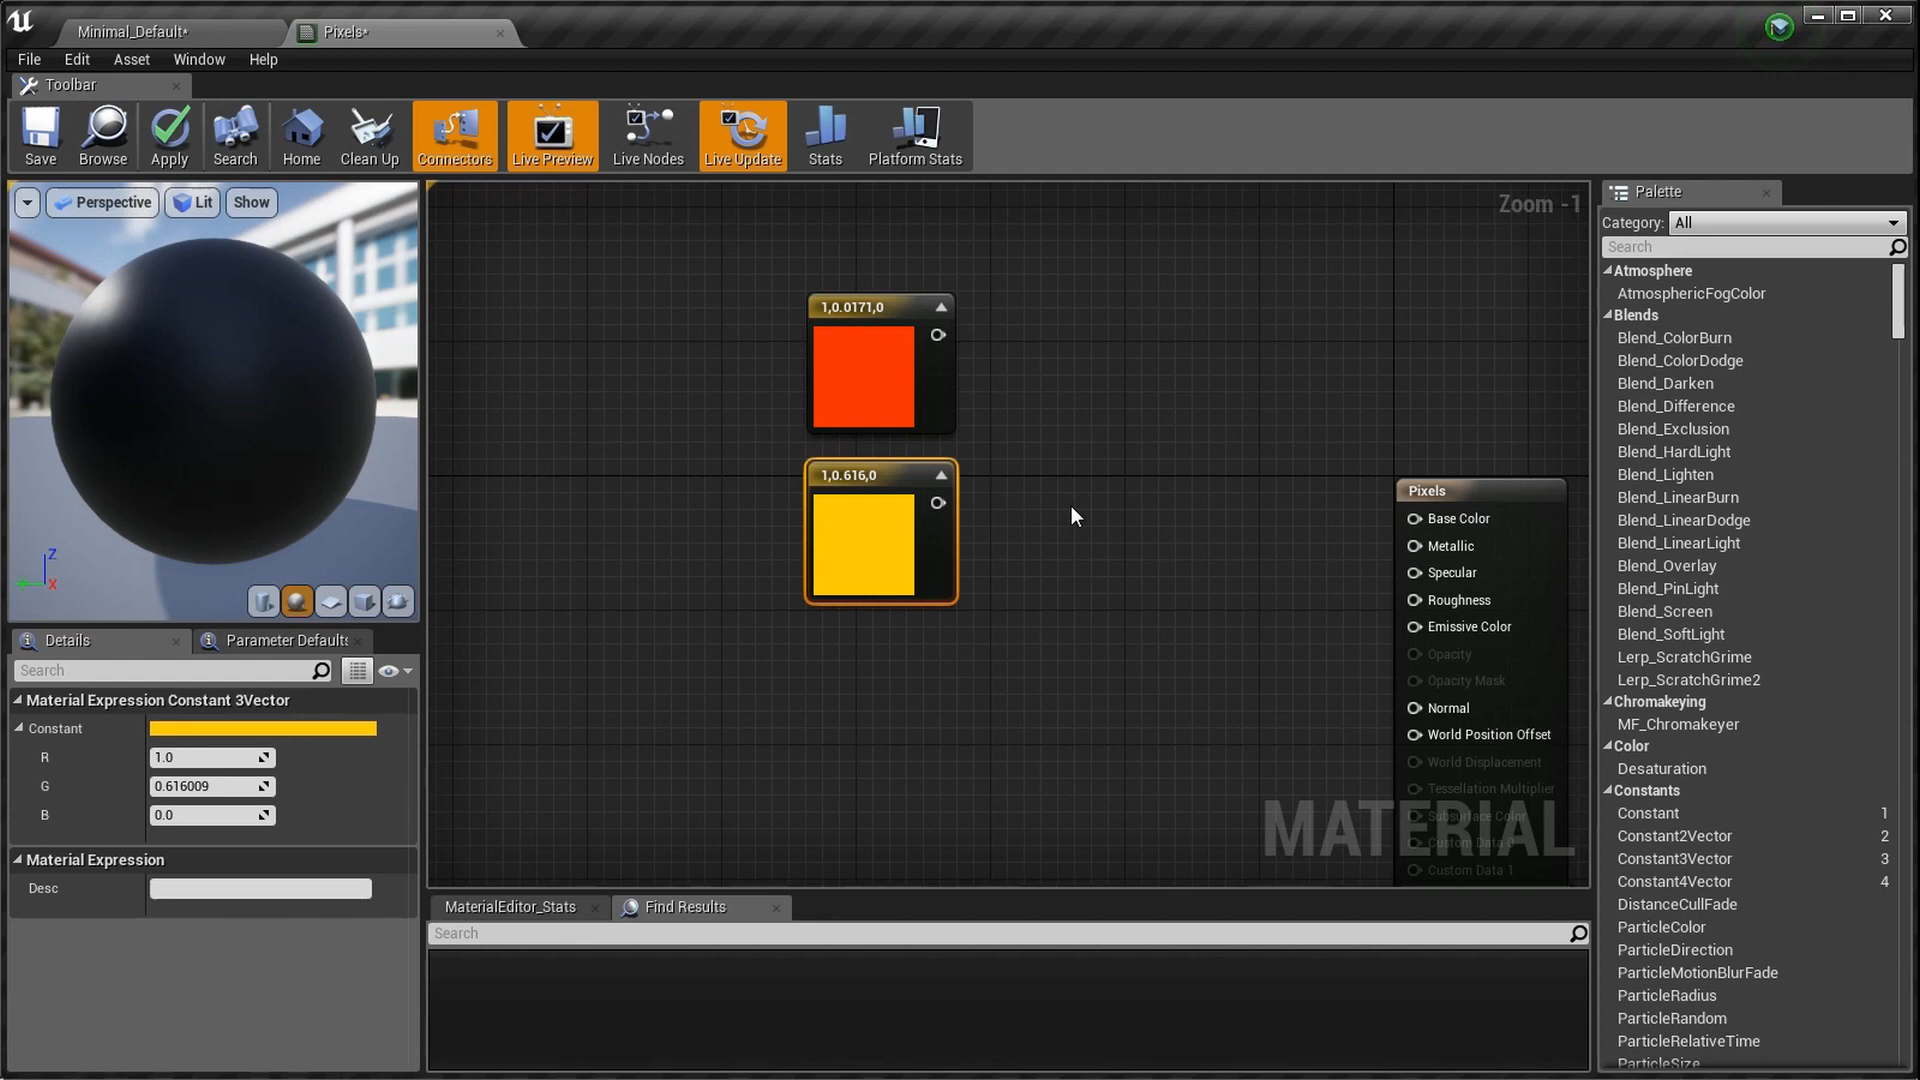 Minimal_Default*
Pixels*
File Edit Asset Window Help
Toolbar
Save Browse Apply Search Home Clean Up Connectors Live Preview Live Nodes Live Update Stats Platform Stats
Perspective Lit Show
Z
X
Details
Parameter Defaults
Search
Material Expression Constant 3Vector
Constant
R 1.0
G 0.616009
B 0.0
Material Expression
Desc
Zoom -1
1,0.0171,0
1,0.616,0
Pixels
Base Color
Metallic
Specular
Roughness
Emissive Color
Opacity
Opacity Mask
Normal
World Position Offset
World Displacement
Tessellation Multiplier
Subsurface Color
Custom Data 0
Custom Data 1
MATERIAL
MaterialEditor_Stats
Find Results
Search
Palette
Category: All
Search
Atmosphere
AtmosphericFogColor
Blends
Blend_ColorBurn
Blend_ColorDodge
Blend_Darken
Blend_Difference
Blend_Exclusion
Blend_HardLight
Blend_Lighten
Blend_LinearBurn
Blend_LinearDodge
Blend_LinearLight
Blend_Overlay
Blend_PinLight
Blend_Screen
Blend_SoftLight
Lerp_ScratchGrime
Lerp_ScratchGrime2
Chromakeying
MF_Chromakeyer
Color
Desaturation
Constants
Constant 1
Constant2Vector 2
Constant3Vector 3
Constant4Vector 4
DistanceCullFade
ParticleColor
ParticleDirection
ParticleMotionBlurFade
ParticleRadius
ParticleRandom
ParticleRelativeTime
ParticleSize